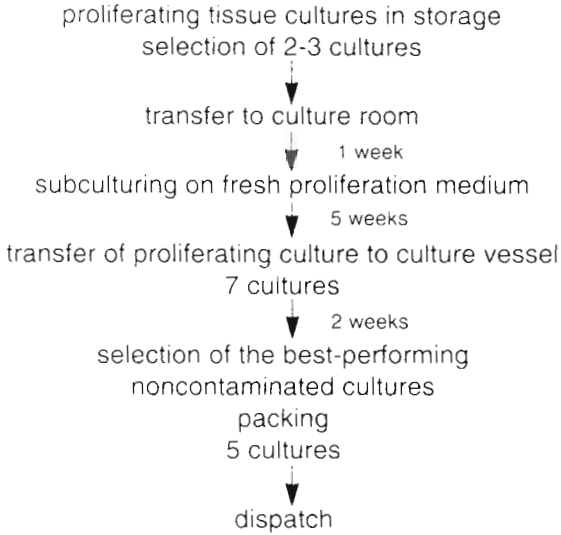 proliferating tissue cultures in storage
selection of 2-3 cultures
transfer to culture room
1 week
subculturing on fresh proliferation medium
5 weeks
transfer of proliferating culture to culture vessel
7 cultures
2 weeks
selection of the best-performing
noncontaminated cultures
packing
5 cultures
dispatch